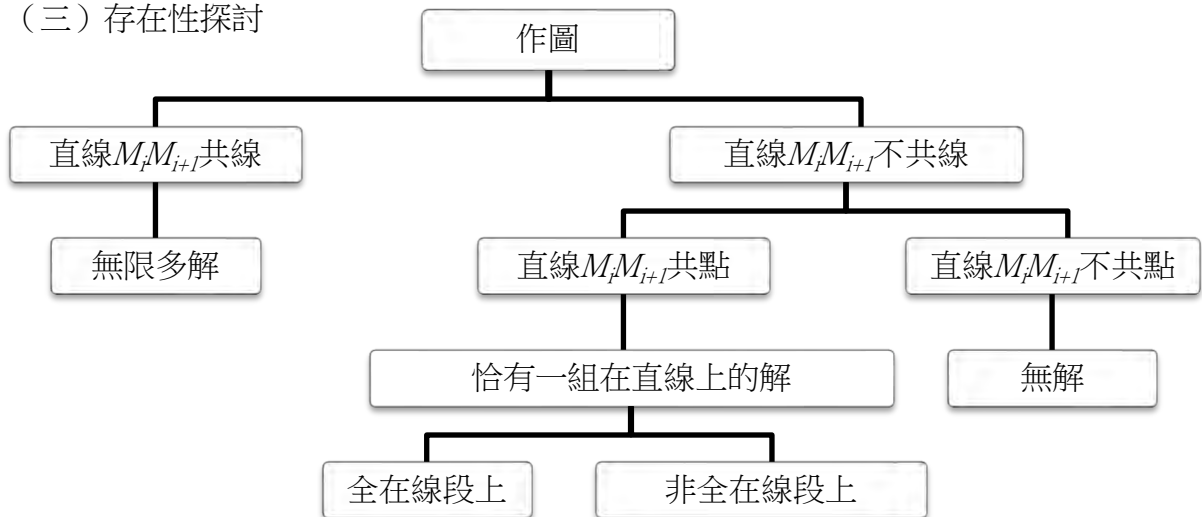 （三）存在性探討
作圖
直線MiMi+1共線
直線MiMi+1不共線
無限多解
直線MiMi+1共點
直線MiMi+1不共點
恰有一組在直線上的解
無解
全在線段上
非全在線段上